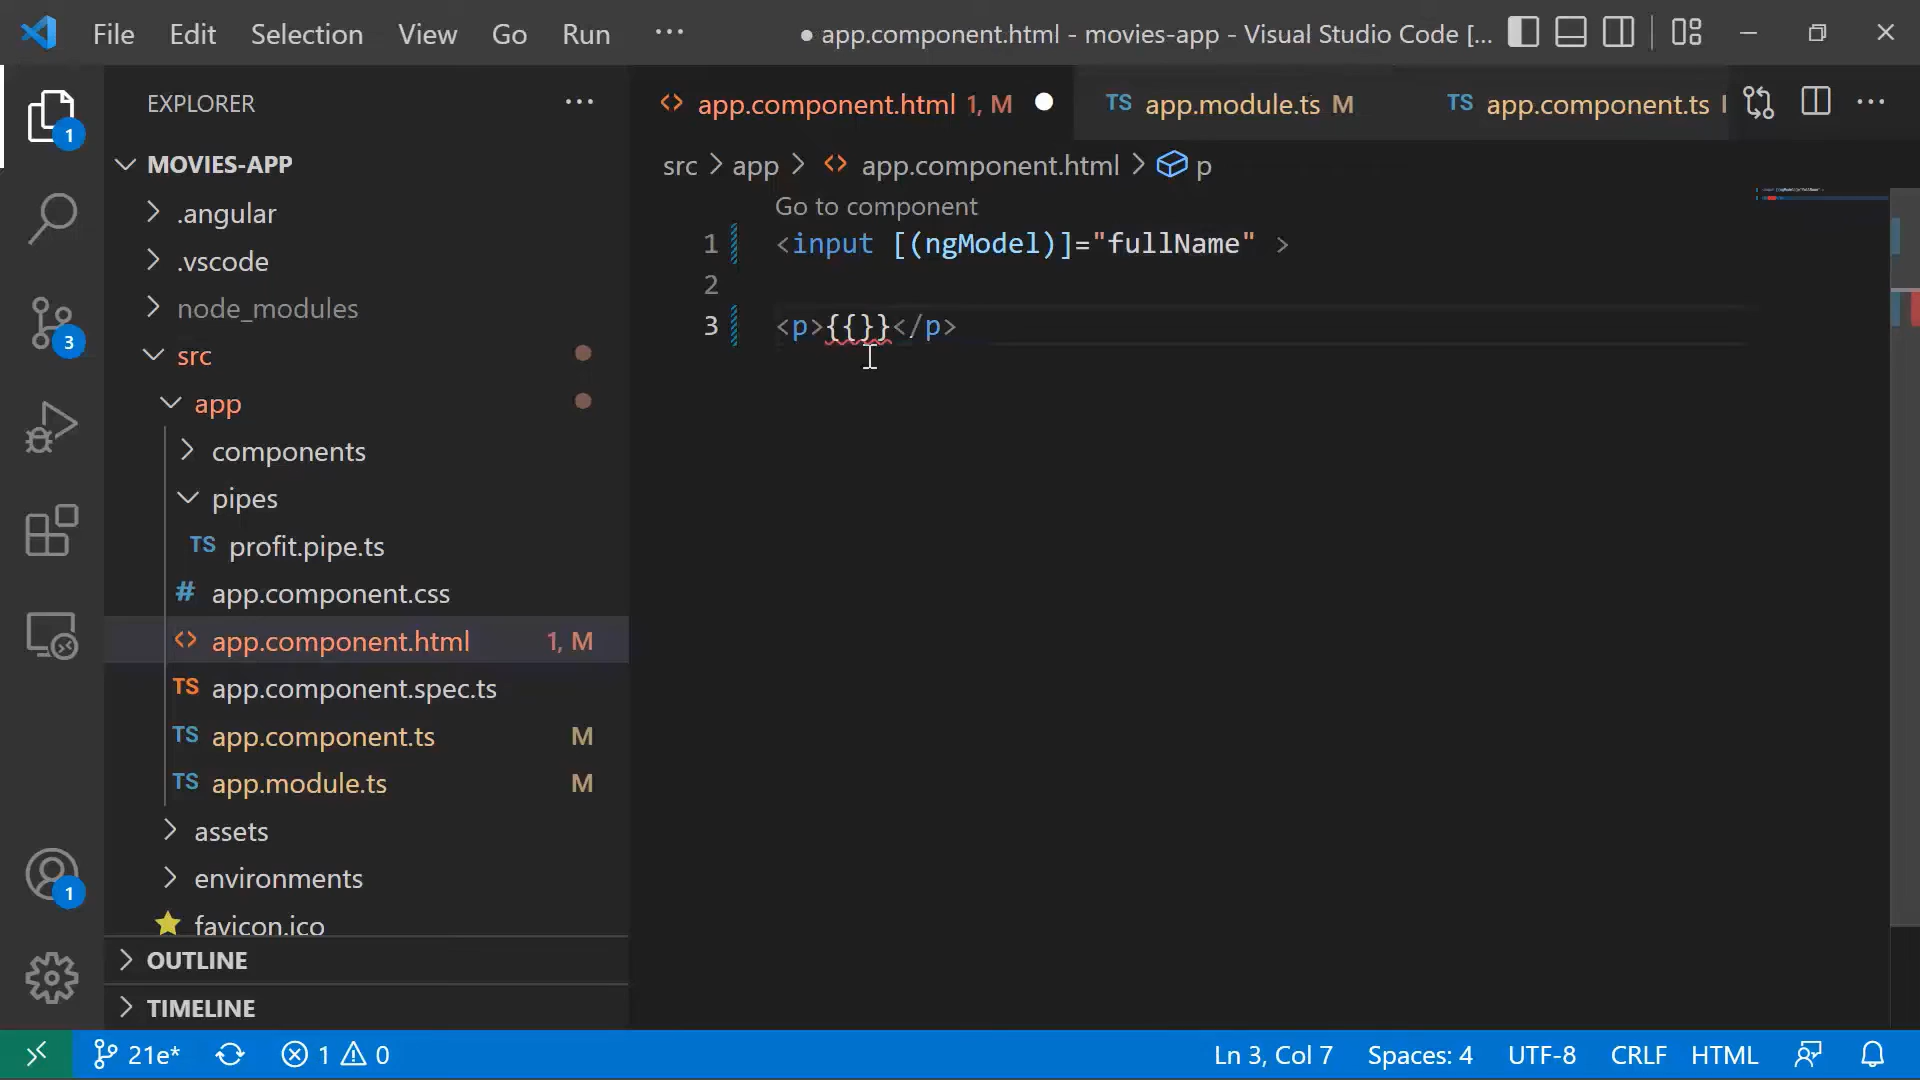 File Edit Selection View Go Run ··· ● app.component.html - movies-app - Visual Studio Code [...
EXPLORER ···
1
MOVIES-APP
.angular
.vscode
node_modules
3
src
app
components
pipes
TS profit.pipe.ts
# app.component.css
<> app.component.html 1, M
TS app.component.spec.ts
TS app.component.ts M
TS app.module.ts M
assets
environments
1
favicon.ico
OUTLINE
TIMELINE
<> app.component.html 1, M ● TS app.module.ts M TS app.component.ts
src > app > <> app.component.html > p
Go to component
1 <input [(ngModel)]="fullName" >
2
3 <p>{{}}</p>
21e* 1 0 Ln 3, Col 7 Spaces: 4 UTF-8 CRLF HTML